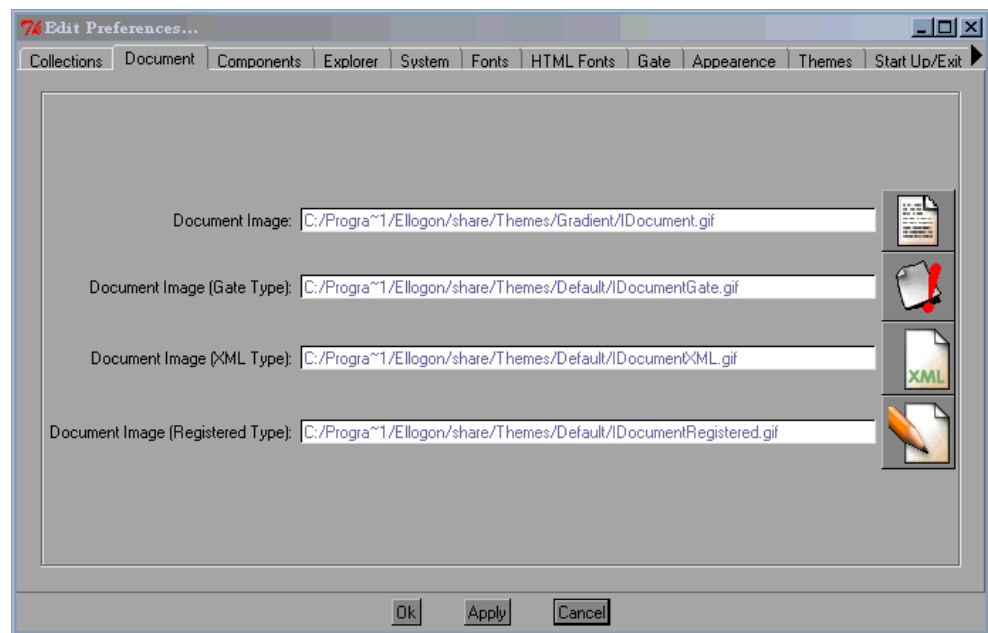 Edit Preferences...
Collections Document Components Explorer System Fonts HTML Fonts Gate Appearence Themes Start Up/Exit
Document Image: C:/Progra~1/Ellogon/share/Themes/Gradient/IDocument.gif
Document Image (Gate Type): C:/Progra~1/Ellogon/share/Themes/Default/IDocumentGate.gif
Document Image (XML Type): C:/Progra~1/Ellogon/share/Themes/Default/IDocumentXML.gif
XML
Document Image (Registered Type): C:/Progra~1/Ellogon/share/Themes/Default/IDocumentRegistered.gif
Ok Apply Cancel